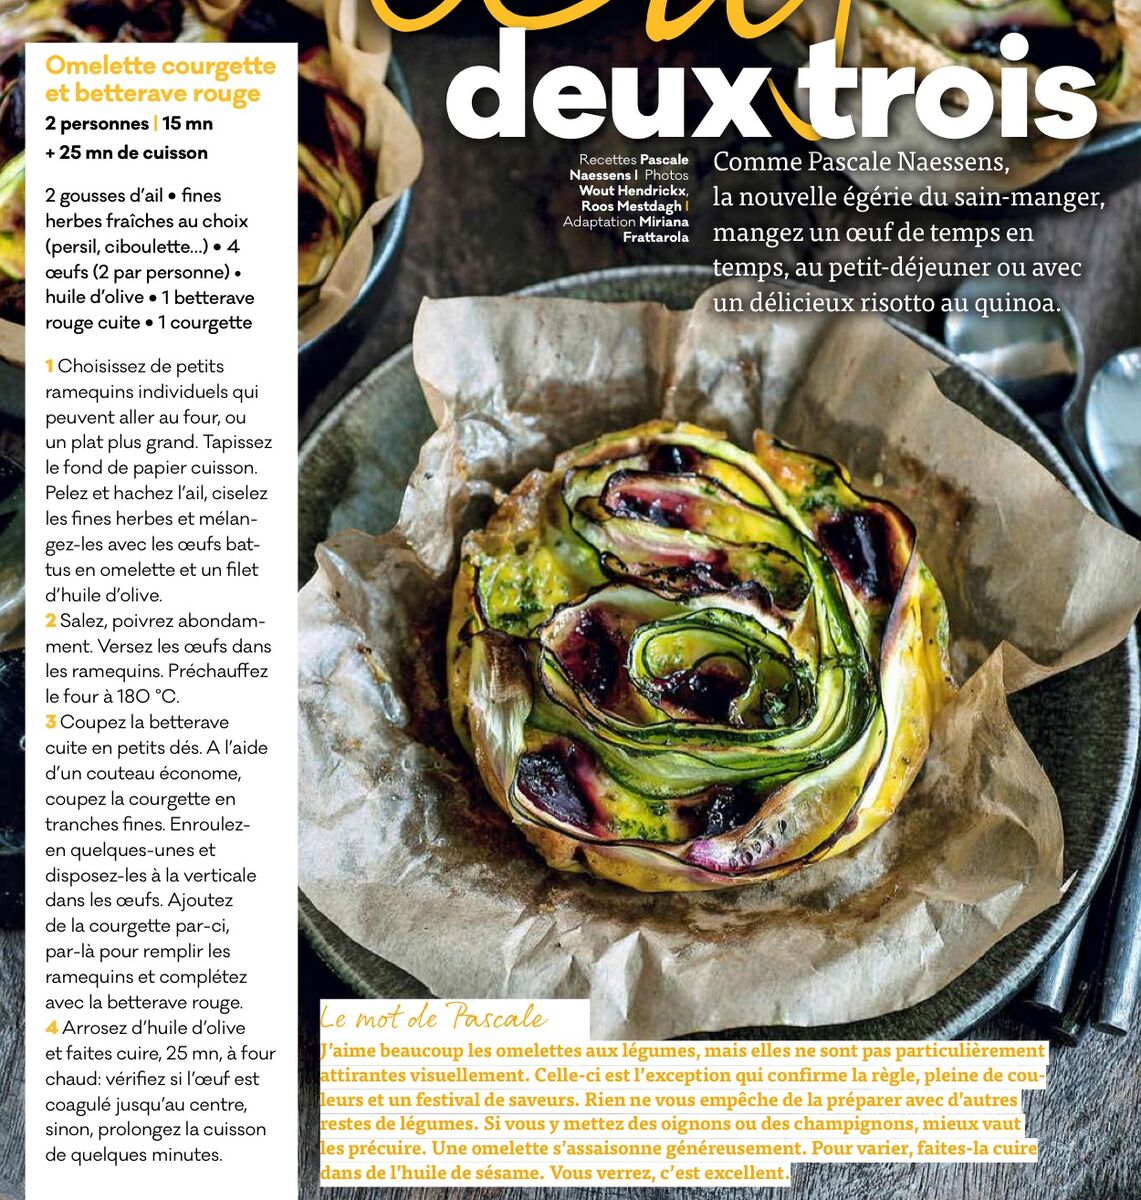 deux trois
Omelette courgette
et betterave rouge
2 personnes | 15 mn
+ 25 mn de cuisson
2 gousses d’ail • fines
herbes fraîches au choix
(persil, ciboulette...) • 4
œufs (2 par personne) •
huile d’olive • 1 betterave
rouge cuite • 1 courgette
1 Choisissez de petits
ramequins individuels qui
peuvent aller au four, ou
un plat plus grand. Tapissez
le fond de papier cuisson.
Pelez et hachez l’ail, ciselez
les fines herbes et mélan-
gez-les avec les œufs bat-
tus en omelette et un filet
d’huile d’olive.
2 Salez, poivrez abondam-
ment. Versez les œufs dans
les ramequins. Préchauffez
le four à 180 °C.
3 Coupez la betterave
cuite en petits dés. A l’aide
d’un couteau économe,
coupez la courgette en
tranches fines. Enroulez-
en quelques-unes et
disposez-les à la verticale
dans les œufs. Ajoutez
de la courgette par-ci,
par-là pour remplir les
ramequins et complétez
avec la betterave rouge.
4 Arrosez d’huile d’olive
et faites cuire, 25 mn, à four
chaud: vérifiez si l’œuf est
coagulé jusqu’au centre,
sinon, prolongez la cuisson
de quelques minutes.
Recettes Pascale
Naessens | Photos
Wout Hendrickx,
Roos Mestdagh |
Adaptation Miriana
Frattarola
Comme Pascale Naessens,
la nouvelle égérie du sain-manger,
mangez un œuf de temps en
temps, au petit-déjeuner ou avec
un délicieux risotto au quinoa.
Le mot de Pascale
J’aime beaucoup les omelettes aux légumes, mais elles ne sont pas particulièrement
attirantes visuellement. Celle-ci est l’exception qui confirme la règle, pleine de cou-
leurs et un festival de saveurs. Rien ne vous empêche de la préparer avec d’autres
restes de légumes. Si vous y mettez des oignons ou des champignons, mieux vaut
les précuire. Une omelette s’assaisonne généreusement. Pour varier, faites-la cuire
dans de l’huile de sésame. Vous verrez, c’est excellent.